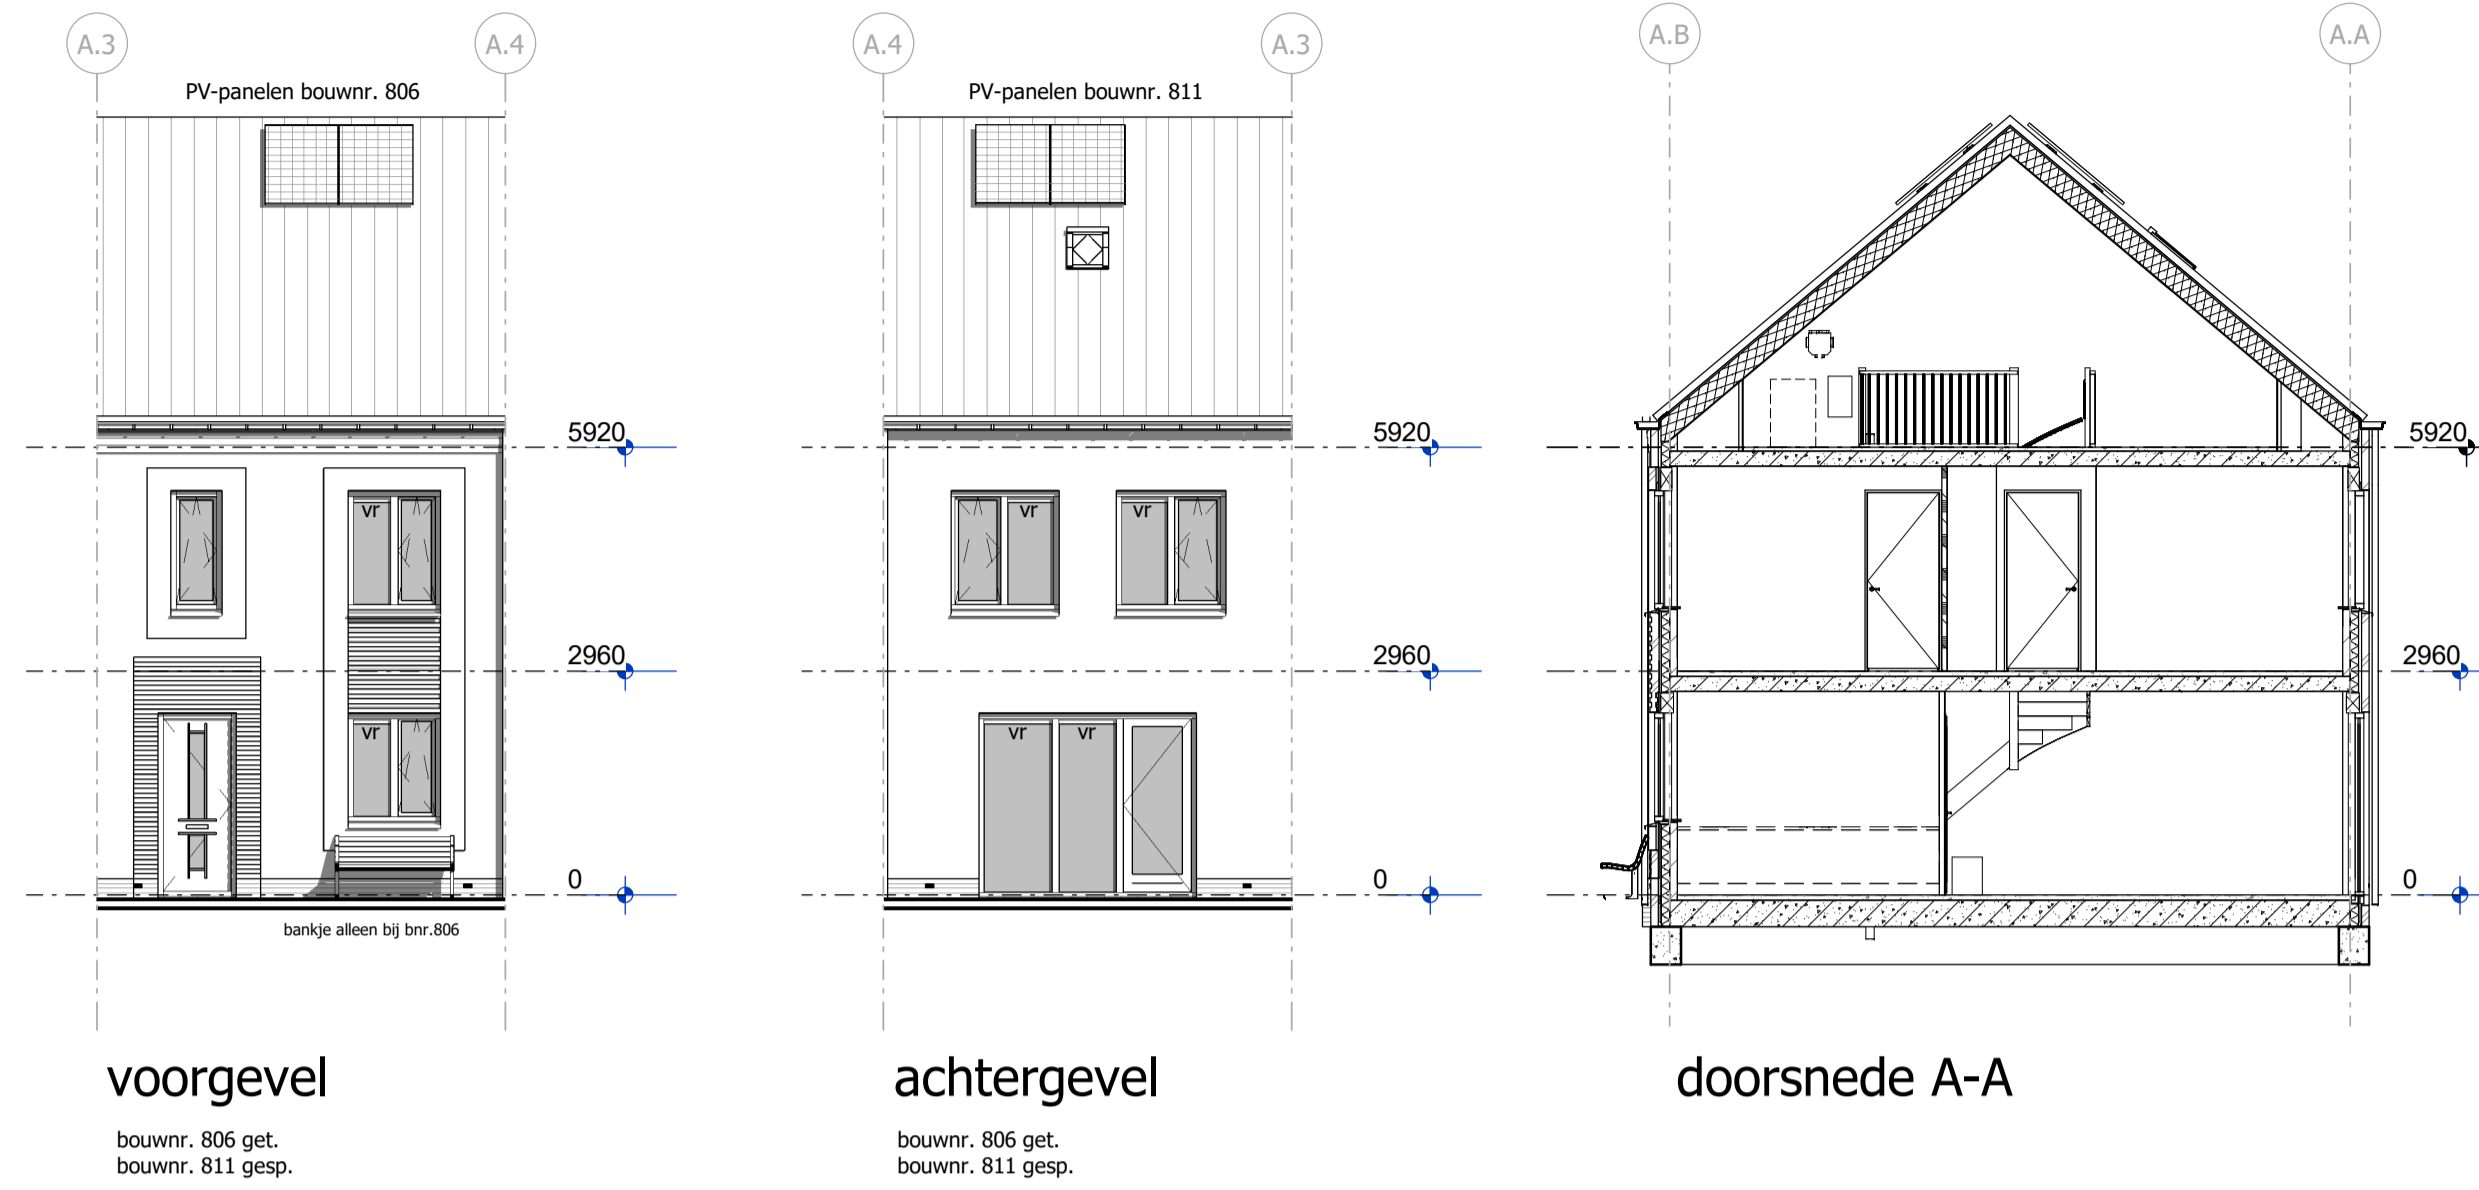 A.3
A.4
PV-panelen bouwnr. 806
5920
vr
2960
vr
0
bankje alleen bij bnr.806
voorgevel
bouwnr. 806 get.
bouwnr. 811 gesp.
A.4
A.3
PV-panelen bouwnr. 811
5920
vr
vr
2960
vr
vr
0
achtergevel
bouwnr. 806 get.
bouwnr. 811 gesp.
A.B
A.A
5920
2960
0
doorsnede A-A